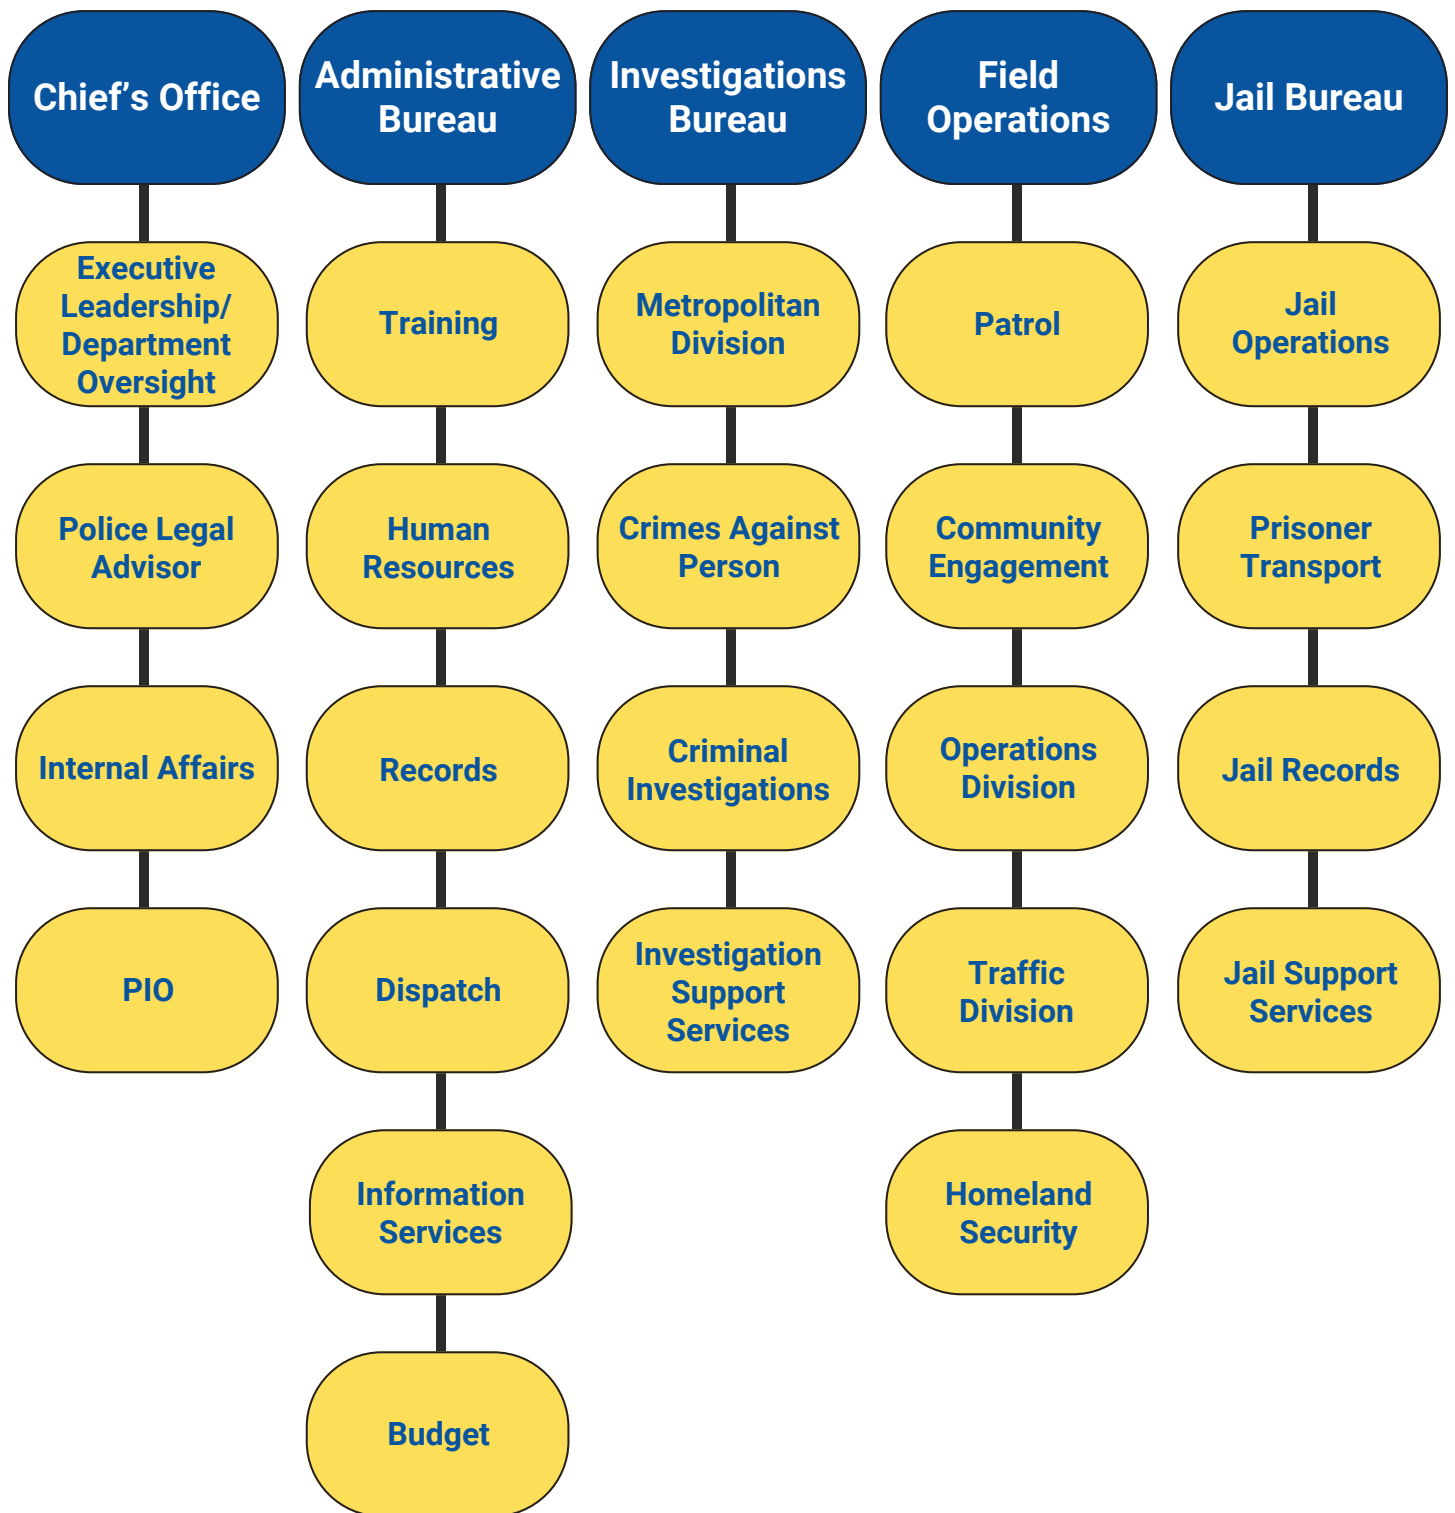 Chief’s Office
Administrative
Bureau
Investigations
Bureau
Field
Operations
Jail Bureau
Executive
Leadership/
Department
Oversight
Training
Metropolitan
Division
Patrol
Jail
Operations
Police Legal
Advisor
Human
Resources
Crimes Against
Person
Community
Engagement
Prisoner
Transport
Internal Affairs
Records
Criminal
Investigations
Operations
Division
Jail Records
PIO
Dispatch
Investigation
Support
Services
Traffic
Division
Jail Support
Services
Information
Services
Homeland
Security
Budget